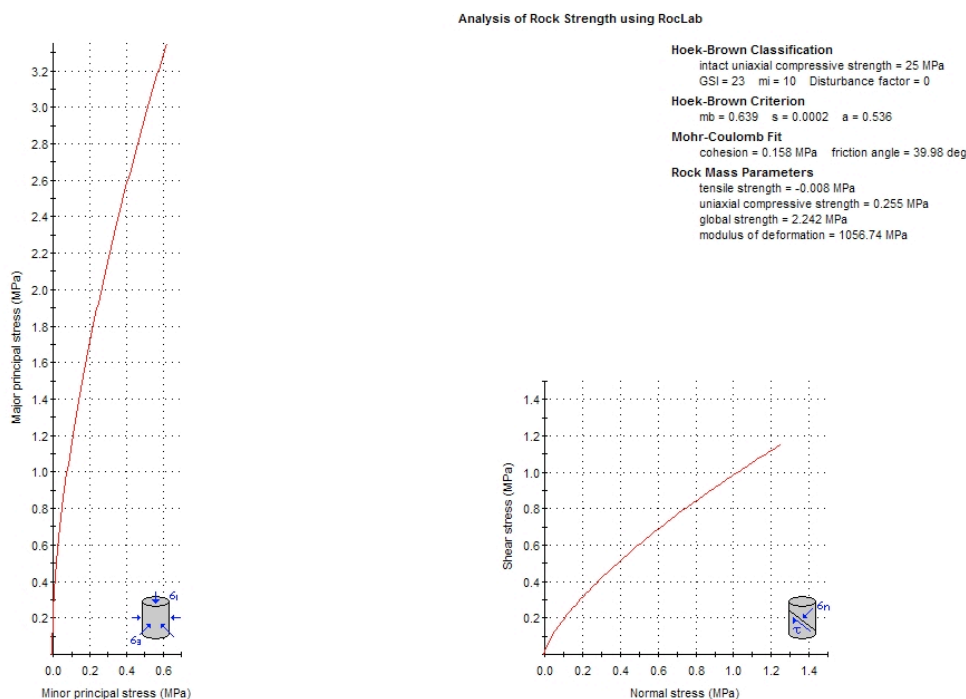 Analysis of Rock Strength using RocLab
Hoek-Brown Classification
intact uniaxial compressive strength = 25 MPa
GSI = 23 mi = 10 Disturbance factor = 0
Hoek-Brown Criterion
mb = 0.639 s = 0.0002 a = 0.536
Mohr-Coulomb Fit
cohesion = 0.158 MPa friction angle = 39.98 deg
Rock Mass Parameters
tensile strength = -0.008 MPa
uniaxial compressive strength = 0.255 MPa
global strength = 2.242 MPa
modulus of deformation = 1056.74 MPa
Major principal stress (MPa)
3.2
3.0
2.8
2.6
2.4
2.2
2.0
1.8
1.6
1.4
1.2
1.0
0.8
0.6
0.4
0.2
σ1
σ3
0.0 0.2 0.4 0.6
Minor principal stress (MPa)
Shear stress (MPa)
1.4
1.2
1.0
0.8
0.6
0.4
0.2
σn
τ
0.0 0.2 0.4 0.6 0.8 1.0 1.2 1.4
Normal stress (MPa)